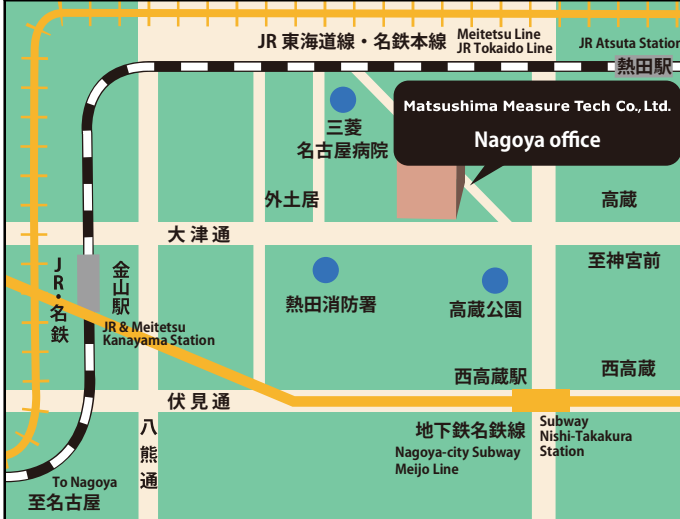 JR 東海道線・名鉄本線
Meitetsu Line
JR Tokaido Line
JR Atsuta Station
熱田駅
Matsushima Measure Tech Co., Ltd.
Nagoya office
三菱
名古屋病院
外土居
高蔵
大津通
至神宮前
JR・名鉄
金山駅
熱田消防署
高蔵公園
JR & Meitetsu
Kanayama Station
西高蔵駅
西高蔵
伏見通
八熊通
地下鉄名鉄線
Nagoya-city Subway
Meijo Line
Subway
Nishi-Takakura
Station
To Nagoya
至名古屋